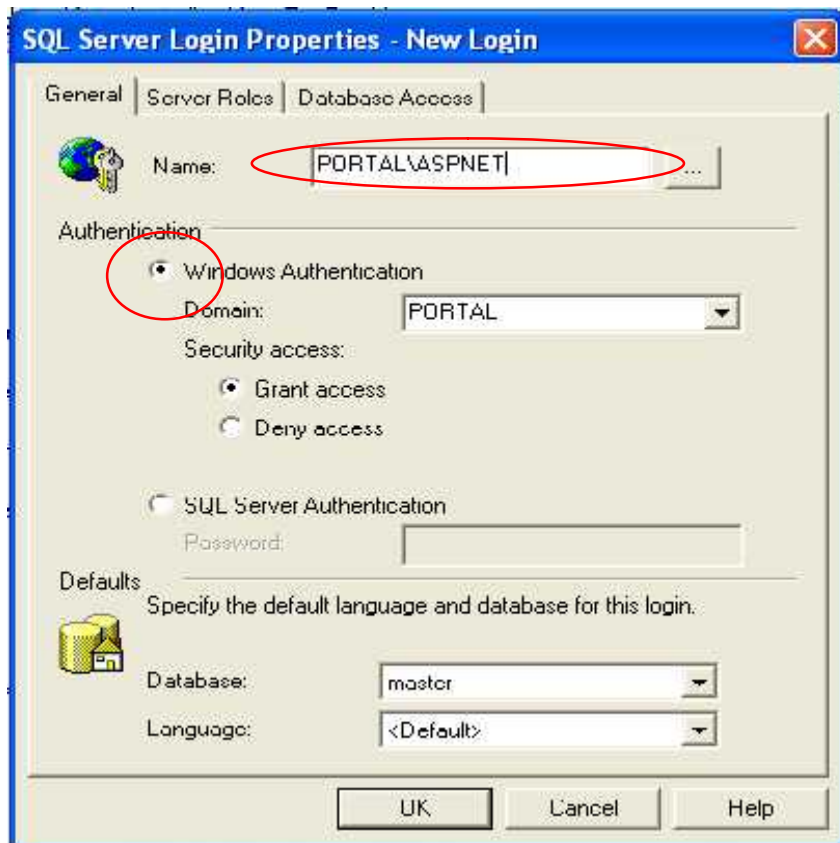 SQL Server Login Properties - New Login
General Server Roles Database Access
Name: PORTAL\ASPNET ...
Authentication
Windows Authentication
Domain: PORTAL
Security access:
Grant access
Deny access
SQL Server Authentication
Password:
Defaults
Specify the default language and database for this login.
Database: master
Language: <Default>
OK Cancel Help